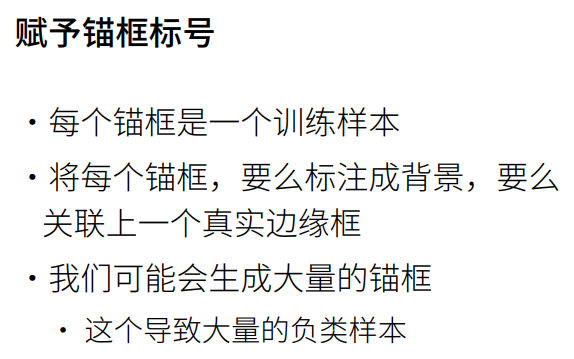 赋予锚框标号
• 每个锚框是一个训练样本
• 将每个锚框，要么标注成背景，要么
关联上一个真实边缘框
• 我们可能会生成大量的锚框
• 这个导致大量的负类样本